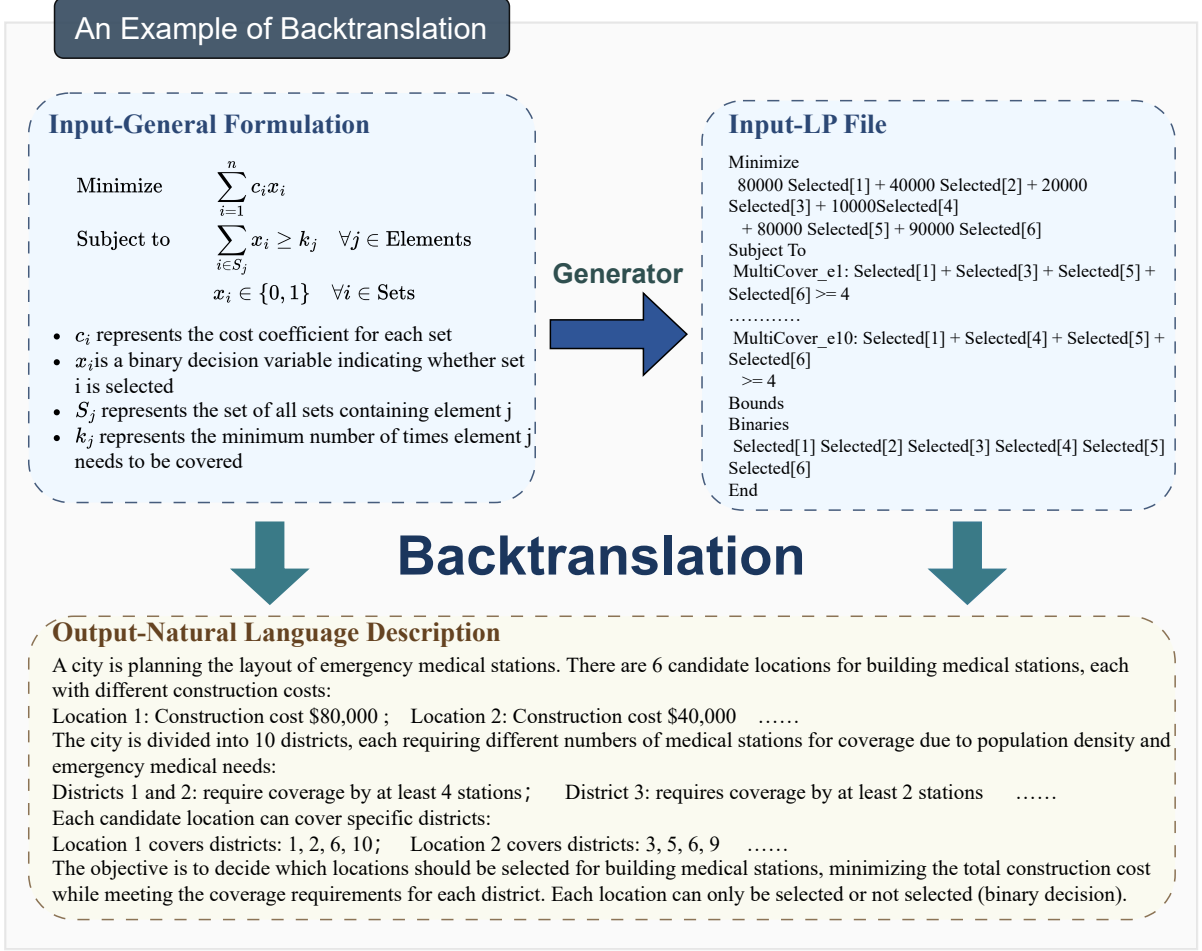 An Example of Backtranslation
Input-General Formulation
Minimize \sum_{i=1}^{n} c_i x_i
Subject to \sum_{i \in S_j} x_i \geq k_j \quad \forall j \in Elements
x_i \in \{0, 1\} \quad \forall i \in Sets
• c_i represents the cost coefficient for each set
• x_i is a binary decision variable indicating whether set
i is selected
• S_j represents the set of all sets containing element j
• k_j represents the minimum number of times element j
needs to be covered
Generator
Input-LP File
Minimize
80000 Selected[1] + 40000 Selected[2] + 20000
Selected[3] + 10000Selected[4]
+ 80000 Selected[5] + 90000 Selected[6]
Subject To
MultiCover_e1: Selected[1] + Selected[3] + Selected[5] +
Selected[6] >= 4
…………
MultiCover_e10: Selected[1] + Selected[4] + Selected[5] +
Selected[6]
>= 4
Bounds
Binaries
Selected[1] Selected[2] Selected[3] Selected[4] Selected[5]
Selected[6]
End
Backtranslation
Output-Natural Language Description
A city is planning the layout of emergency medical stations. There are 6 candidate locations for building medical stations, each
with different construction costs:
Location 1: Construction cost $80,000 ; Location 2: Construction cost $40,000 ……
The city is divided into 10 districts, each requiring different numbers of medical stations for coverage due to population density and
emergency medical needs:
Districts 1 and 2: require coverage by at least 4 stations； District 3: requires coverage by at least 2 stations ……
Each candidate location can cover specific districts:
Location 1 covers districts: 1, 2, 6, 10； Location 2 covers districts: 3, 5, 6, 9 ……
The objective is to decide which locations should be selected for building medical stations, minimizing the total construction cost
while meeting the coverage requirements for each district. Each location can only be selected or not selected (binary decision).